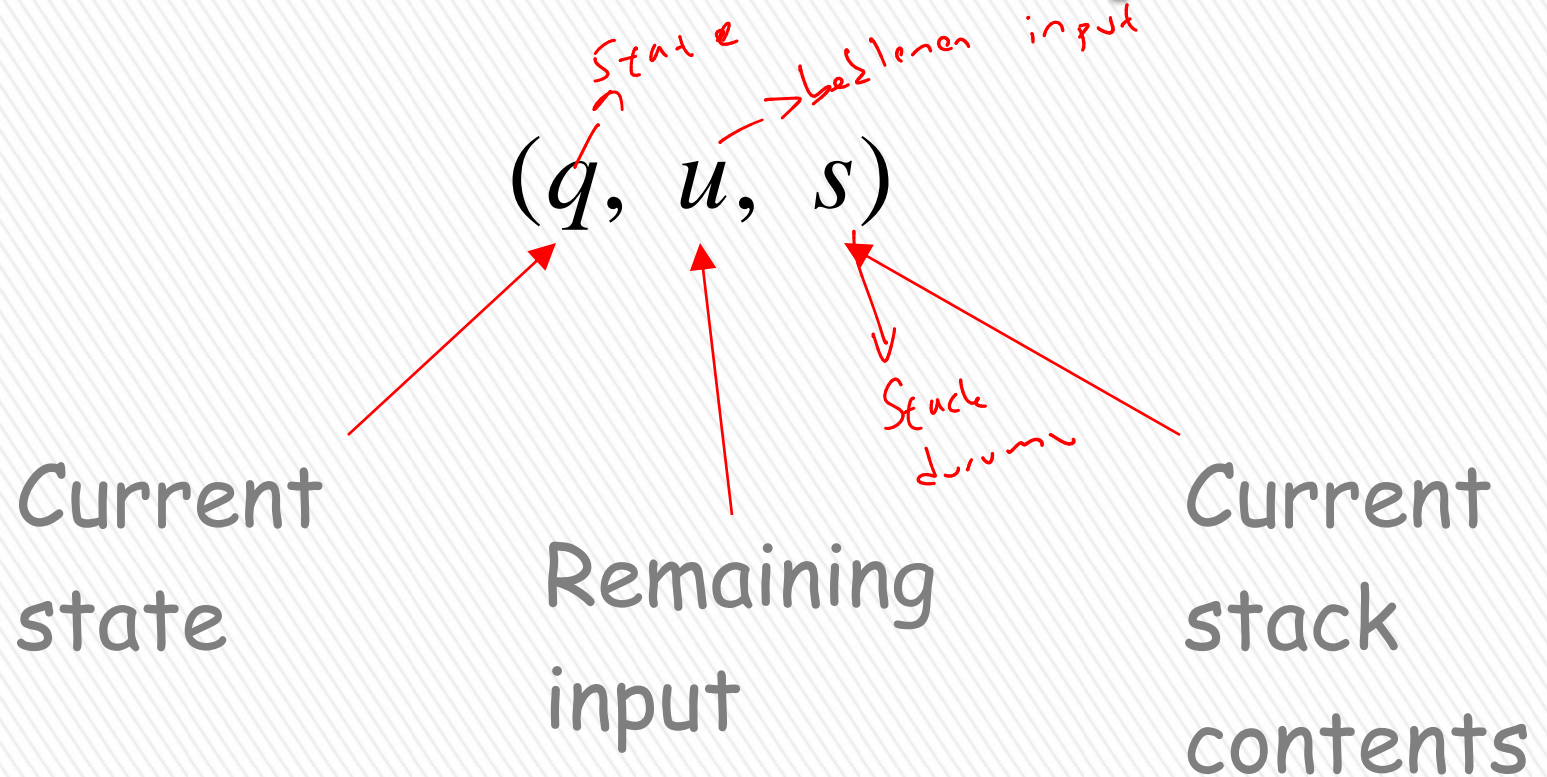 state
beklenen input
(q, u, s)
Stack
durumu
Current
state
Remaining
input
Current
stack
contents